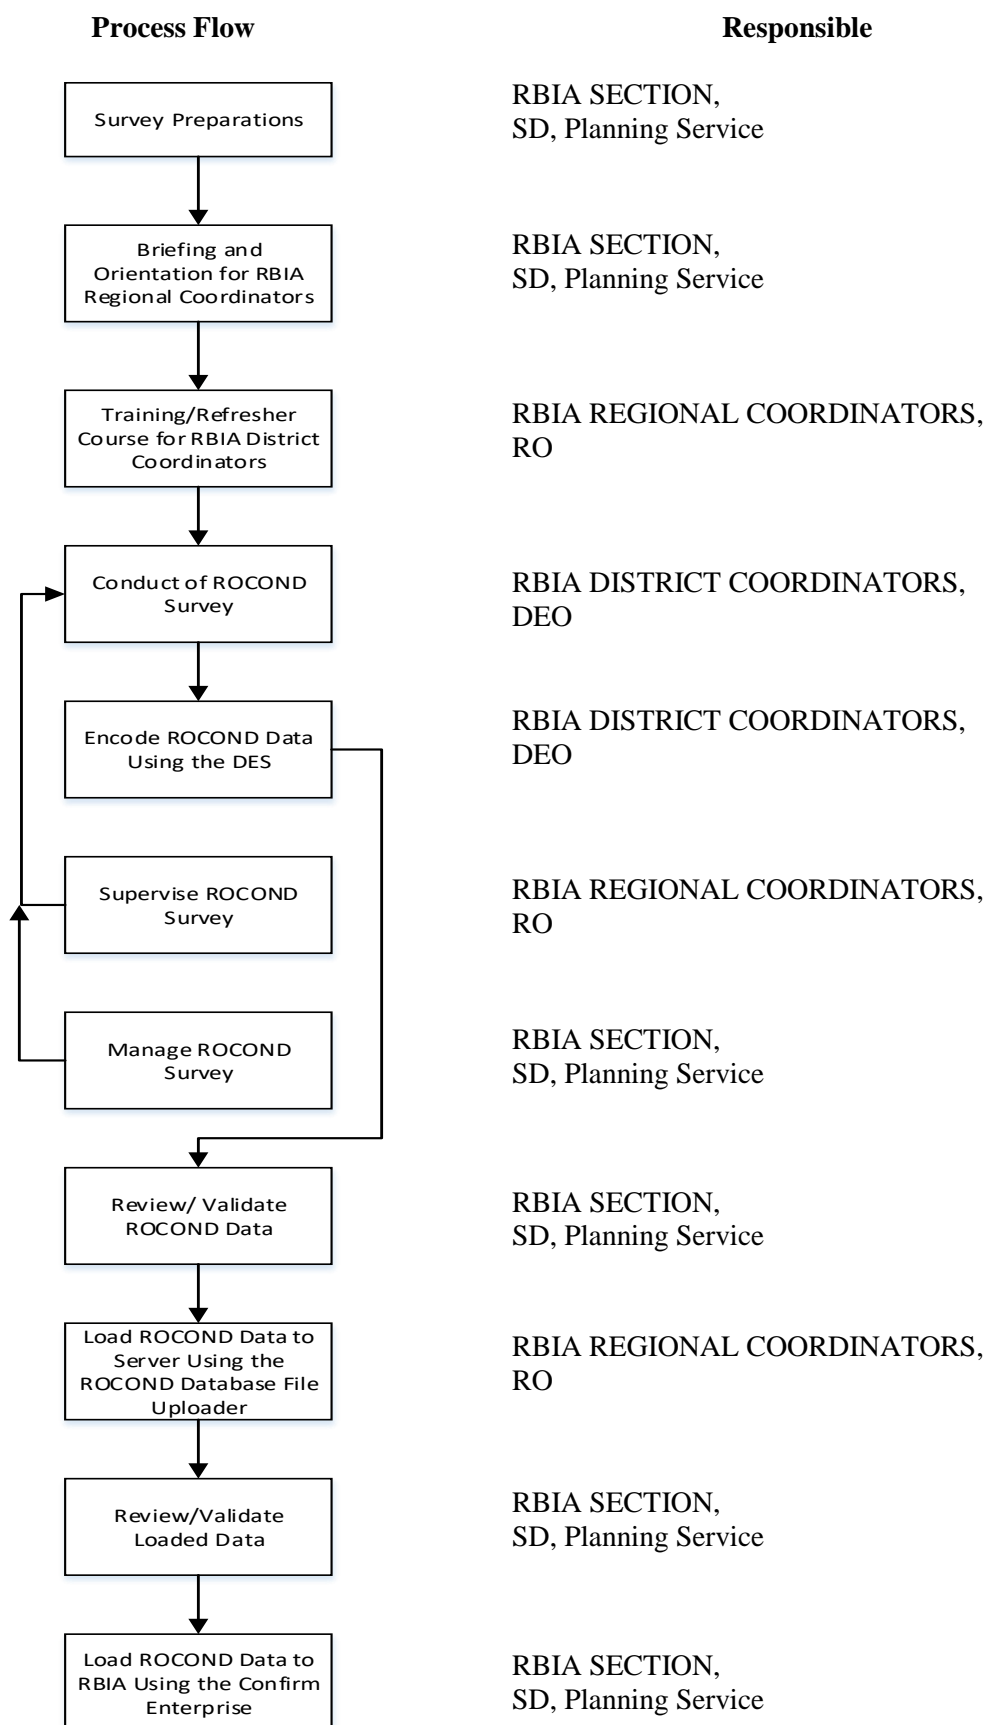 Process Flow
Responsible
Survey Preparations
RBIA SECTION,
SD, Planning Service
Briefing and
Orientation for RBIA
Regional Coordinators
RBIA SECTION,
SD, Planning Service
Training/Refresher
Course for RBIA District
Coordinators
RBIA REGIONAL COORDINATORS,
RO
Conduct of ROCOND
Survey
RBIA DISTRICT COORDINATORS,
DEO
Encode ROCOND Data
Using the DES
RBIA DISTRICT COORDINATORS,
DEO
Supervise ROCOND
Survey
RBIA REGIONAL COORDINATORS,
RO
Manage ROCOND
Survey
RBIA SECTION,
SD, Planning Service
Review/ Validate
ROCOND Data
RBIA SECTION,
SD, Planning Service
Load ROCOND Data to
Server Using the
ROCOND Database File
Uploader
RBIA REGIONAL COORDINATORS,
RO
Review/Validate
Loaded Data
RBIA SECTION,
SD, Planning Service
Load ROCOND Data to
RBIA Using the Confirm
Enterprise
RBIA SECTION,
SD, Planning Service